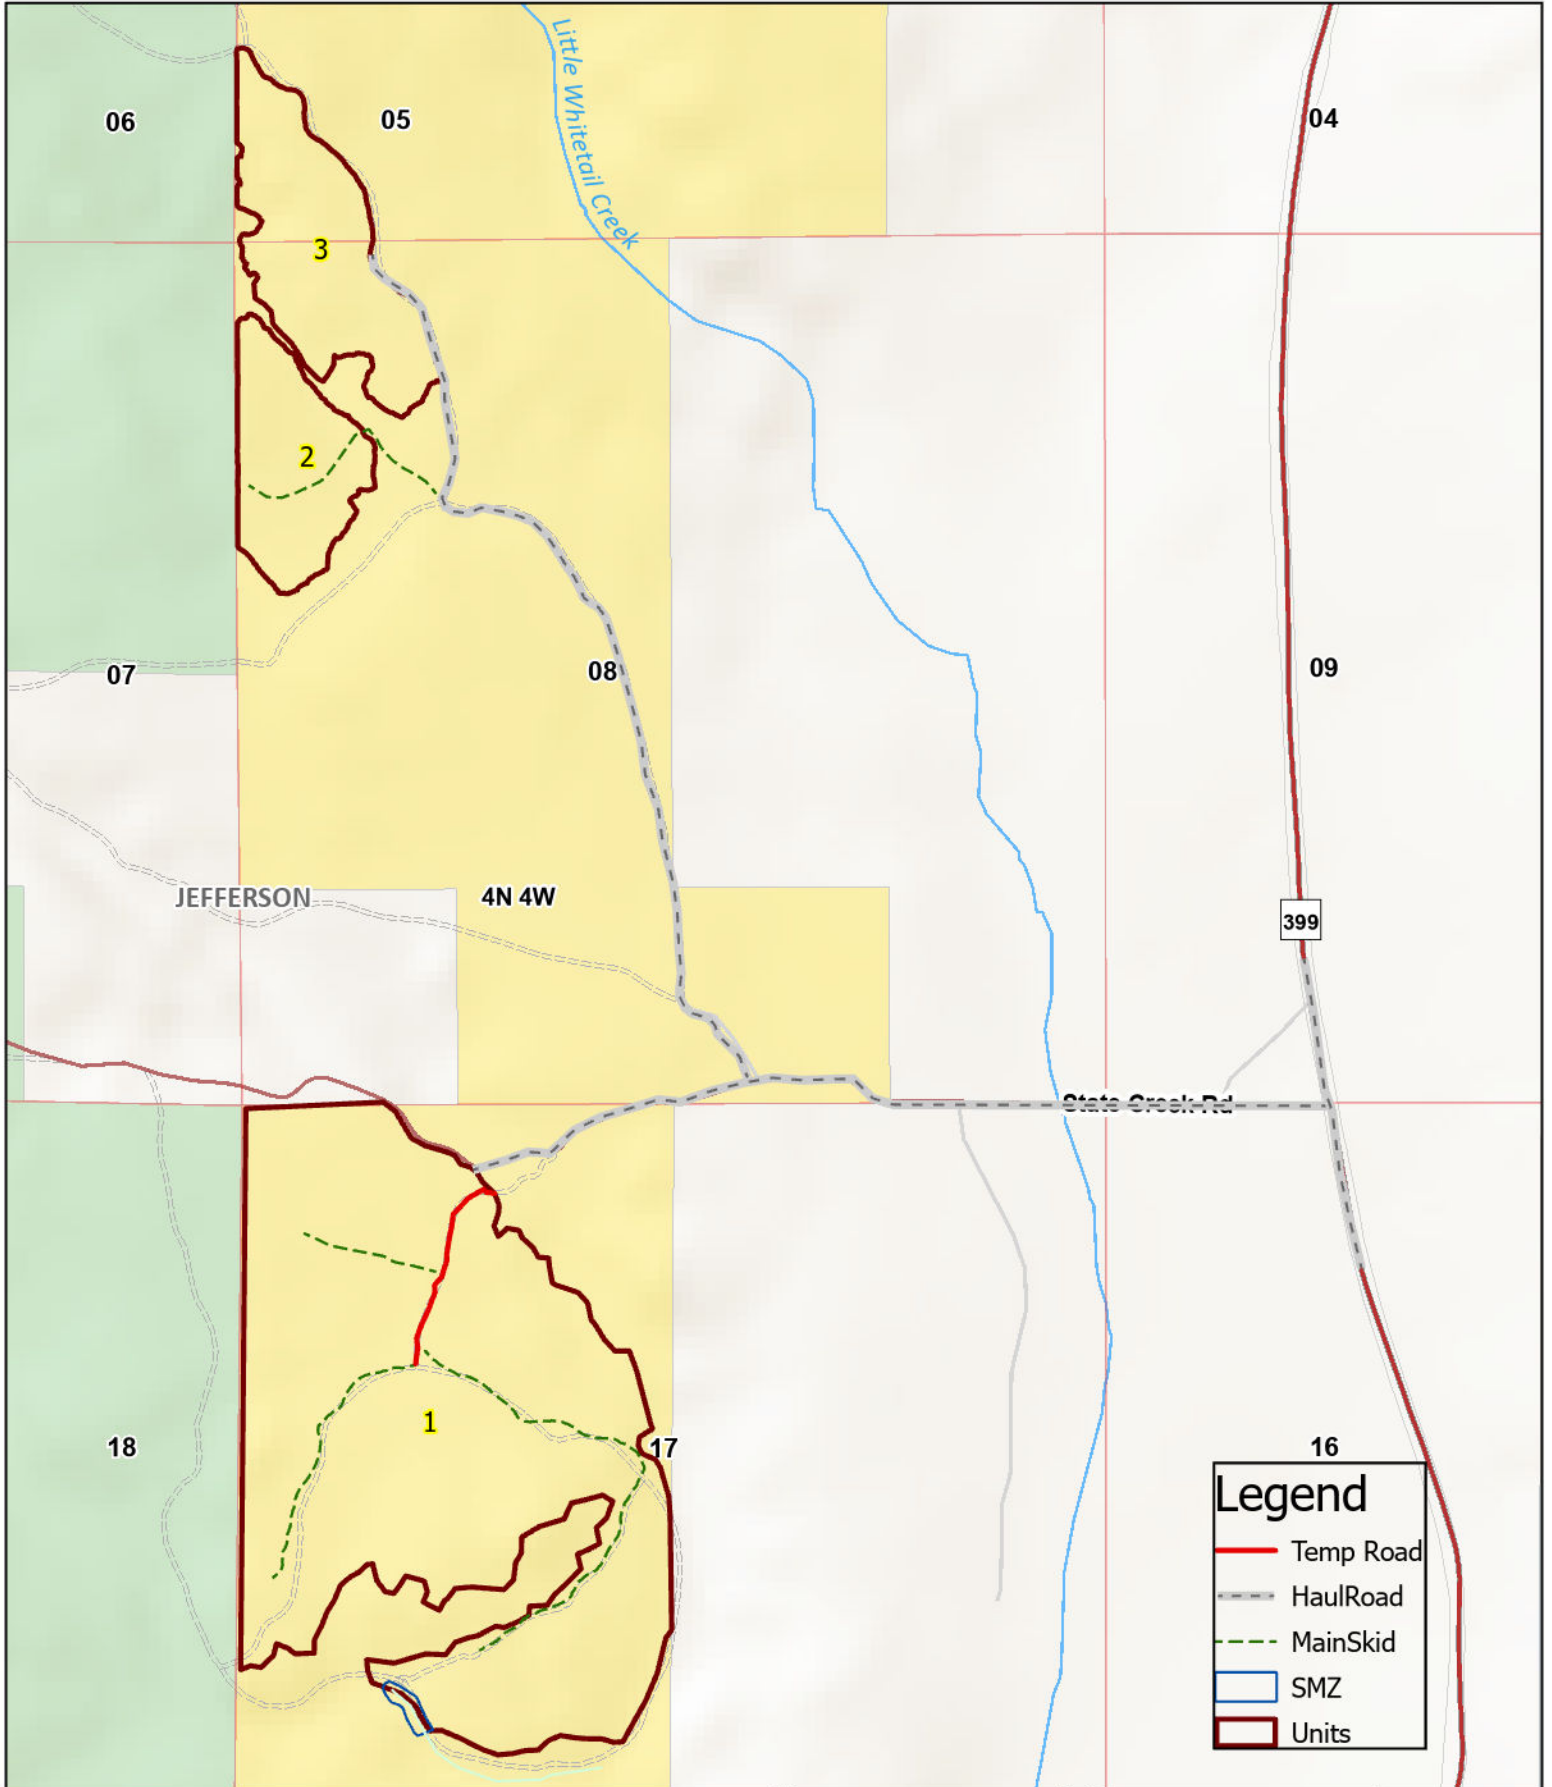 Little Whitetail Creek
06
05
04
3
2
07
08
09
JEFFERSON
4N 4W
399
State Creek Rd
1
18
17
16
Legend
Temp Road
HaulRoad
MainSkid
SMZ
Units